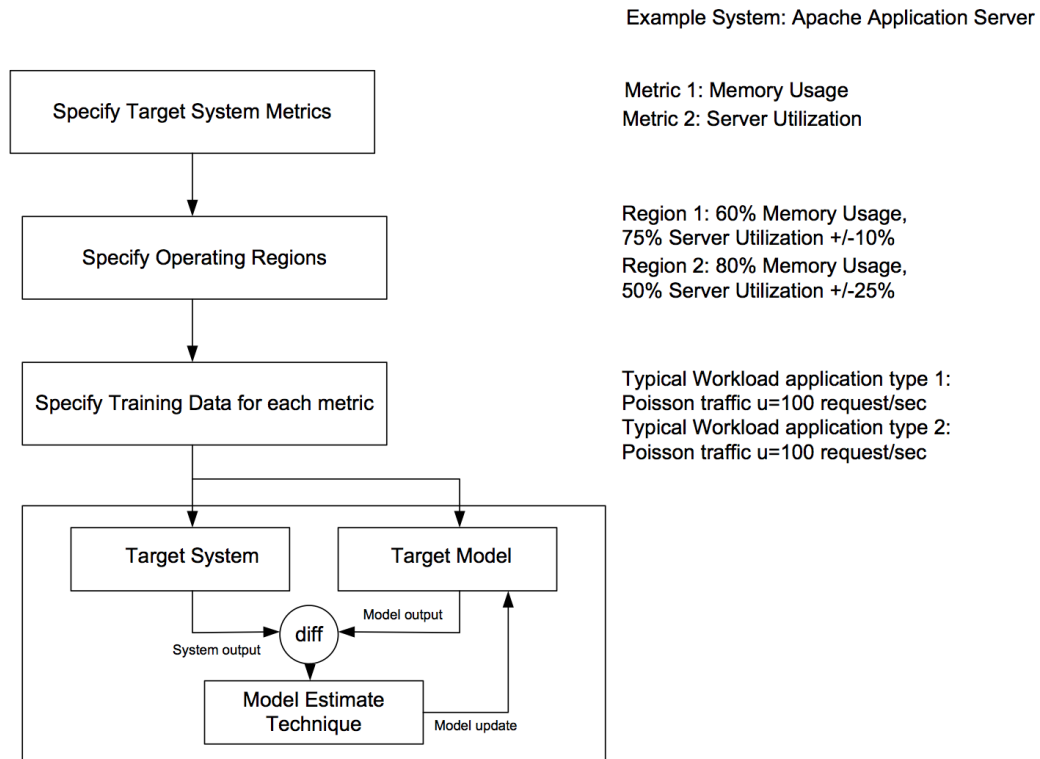 Example System: Apache Application Server
Specify Target System Metrics
Metric 1: Memory Usage
Metric 2: Server Utilization
Specify Operating Regions
Region 1: 60% Memory Usage,
75% Server Utilization +/-10%
Region 2: 80% Memory Usage,
50% Server Utilization +/-25%
Specify Training Data for each metric
Typical Workload application type 1:
Poisson traffic u=100 request/sec
Typical Workload application type 2:
Poisson traffic u=100 request/sec
Target System
Target Model
Model output
diff
System output
Model Estimate
Technique
Model update